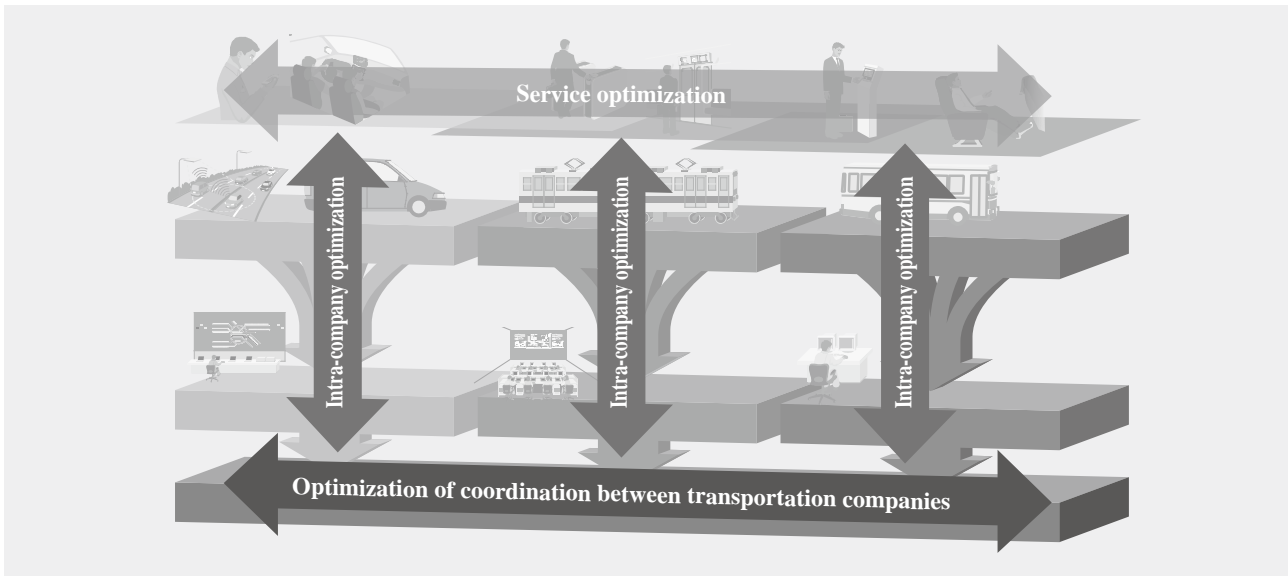 Service optimization
Intra-company optimization
Intra-company optimization
Intra-company optimization
Optimization of coordination between transportation companies